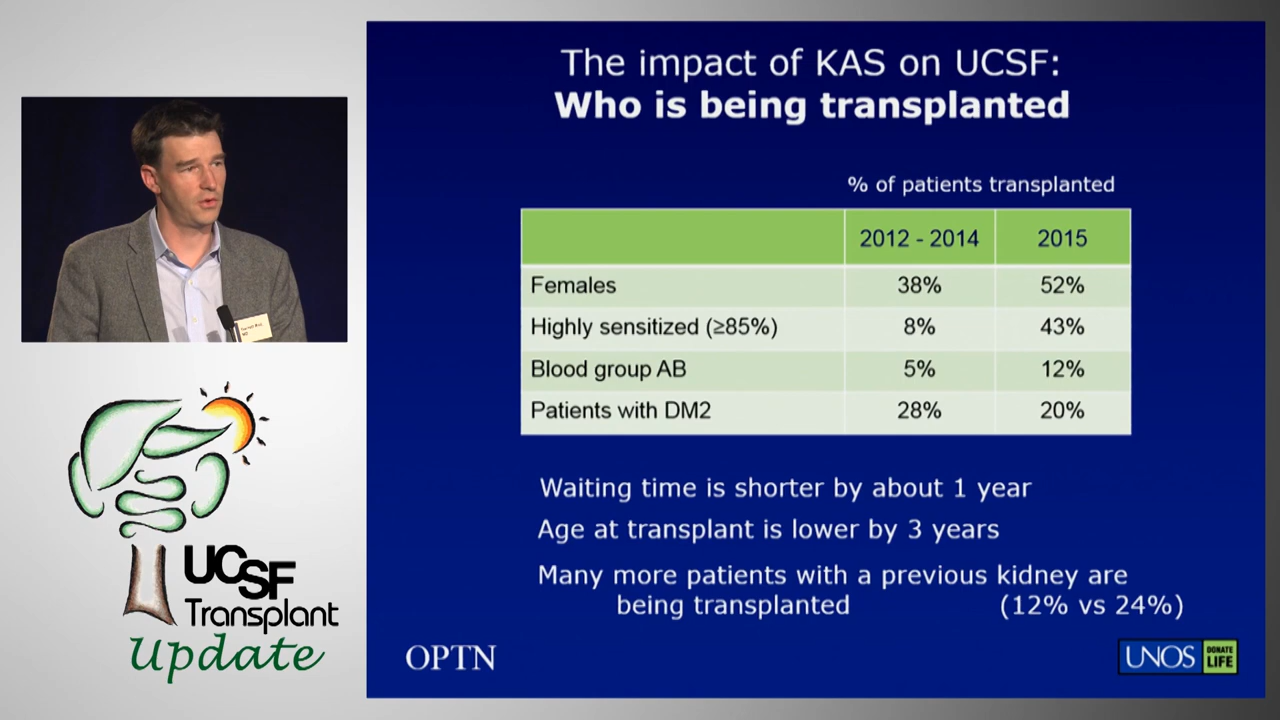 The impact of KAS on UCSF:
Who is being transplanted
% of patients transplanted
2012 - 2014 2015
Females 38% 52%
Highly sensitized (≥85%) 8% 43%
Blood group AB 5% 12%
Patients with DM2 28% 20%
Waiting time is shorter by about 1 year
Age at transplant is lower by 3 years
Many more patients with a previous kidney are
being transplanted (12% vs 24%)
OPTN
UNOS
DONATE
LIFE
UCSF
Transplant
Update